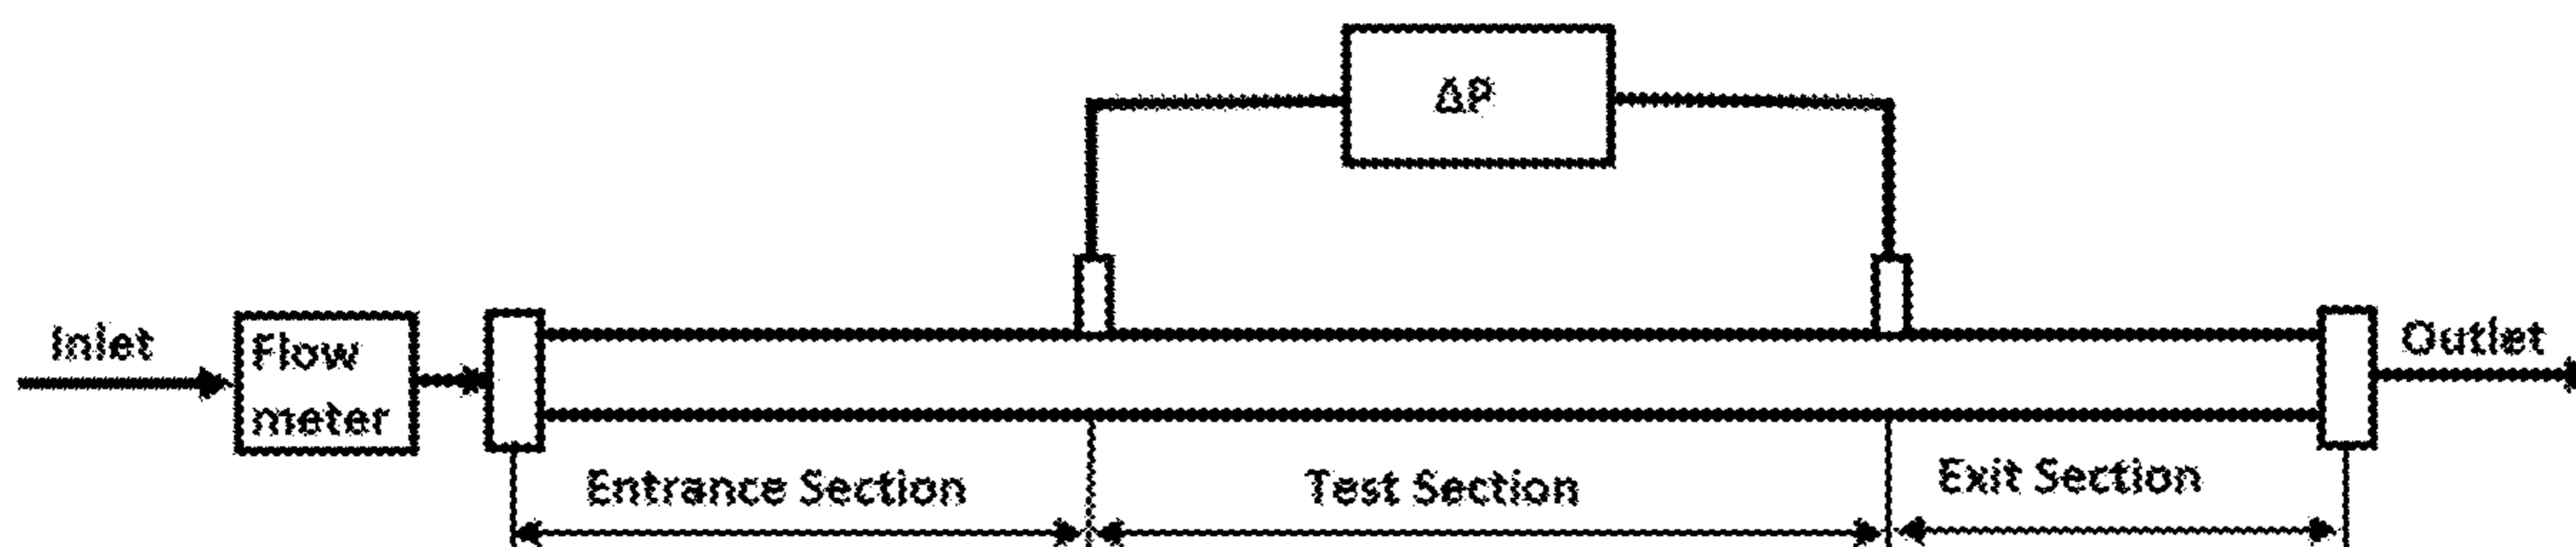 ΔP
Inlet
Flow
meter
Outlet
Entrance Section
Test Section
Exit Section